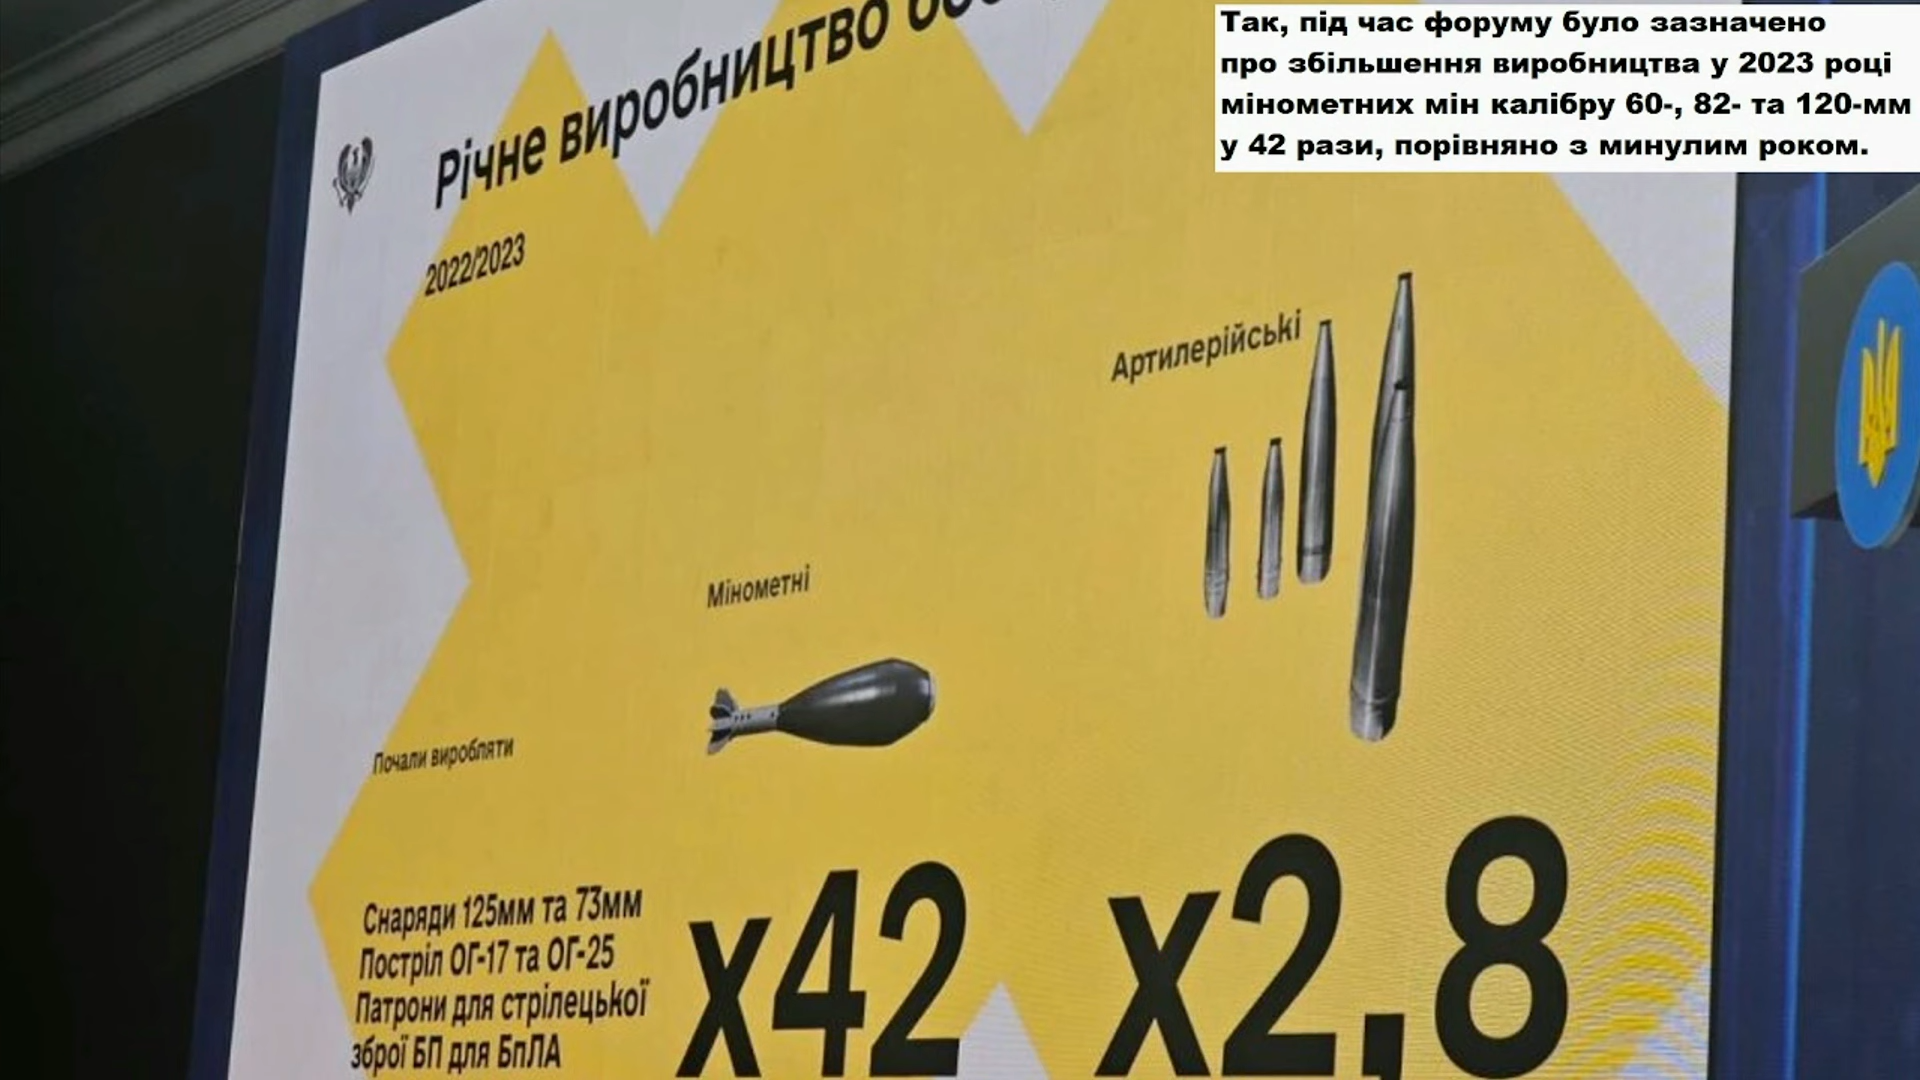 Так, під час форуму було зазначено
про збільшення виробництва у 2023 році
мінометних мін калібру 60-, 82- та 120-мм
у 42 рази, порівняно з минулим роком.
Річне виробництво
2022/2023
Артилерійські
Мінометні
Почали виробляти
Снаряди 125мм та 73мм
Постріл ОГ-17 та ОГ-25
Патрони для стрілецької
зброї БП для БпЛА
х42
х2,8